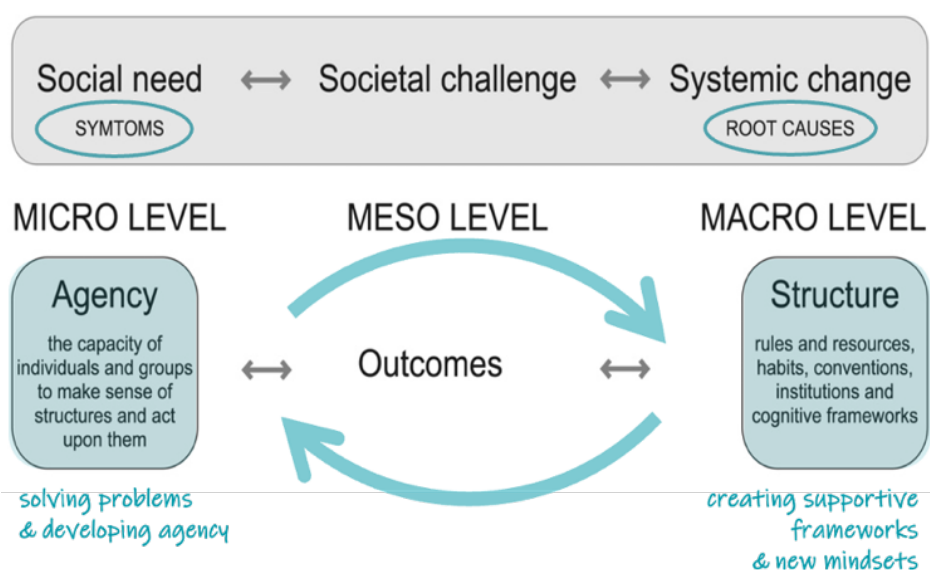 Social need ↔ Societal challenge ↔ Systemic change
SYMTOMS
ROOT CAUSES
MICRO LEVEL
MESO LEVEL
MACRO LEVEL
Agency
the capacity of
individuals and groups
to make sense of
structures and act
upon them
Outcomes
Structure
rules and resources,
habits, conventions,
institutions and
cognitive frameworks
solving problems
& developing agency
creating supportive
frameworks
& new mindsets